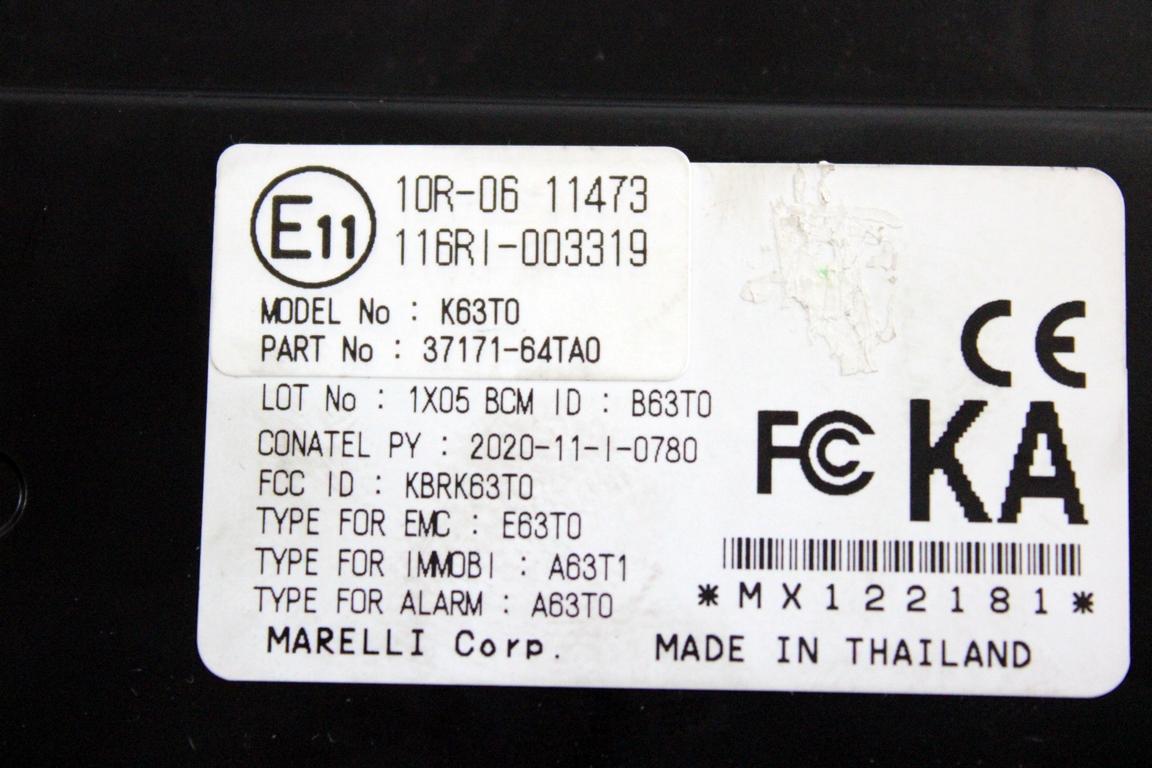 E11
10R-06 11473
116RI-003319
MODEL No : K63T0
PART No : 37171-64TA0
LOT No : 1X05 BCM ID : B63T0
CONATEL PY : 2020-11-I-0780
FCC ID : KBRK63T0
TYPE FOR EMC : E63T0
TYPE FOR IMMOBI : A63T1
TYPE FOR ALARM : A63T0
MARELLI Corp.
CE
FC KA
*MX122181*
MADE IN THAILAND